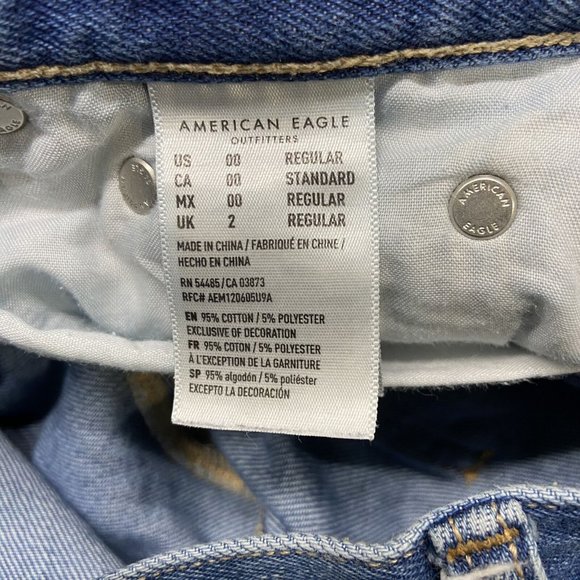 AMERICAN EAGLE
OUTFITTERS
US 00 REGULAR
CA 00 STANDARD
MX 00 REGULAR
UK 2 REGULAR
MADE IN CHINA / FABRIQUÉ EN CHINE /
HECHO EN CHINA
RN 54485 / CA 03873
RFC# AEM120605U9A
EN 95% COTTON / 5% POLYESTER
EXCLUSIVE OF DECORATION
FR 95% COTON / 5% POLYESTER
À L'EXCEPTION DE LA GARNITURE
SP 95% algodón / 5% poliéster
EXCEPTO LA DECORACIÓN
AMERICAN
EAGLE
EAGLE